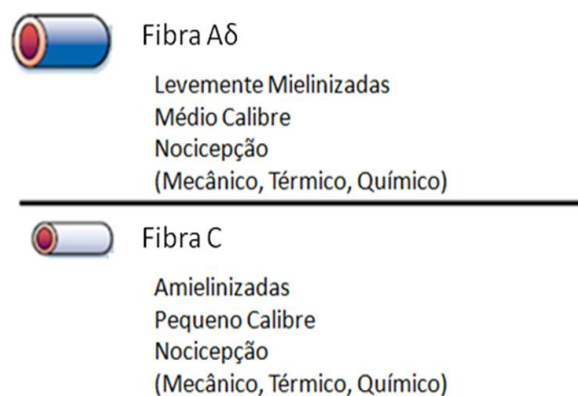 Fibra Aδ
Levemente Mielinizadas
Médio Calibre
Nocicepção
(Mecânico, Térmico, Químico)
Fibra C
Amielinizadas
Pequeno Calibre
Nocicepção
(Mecânico, Térmico, Químico)